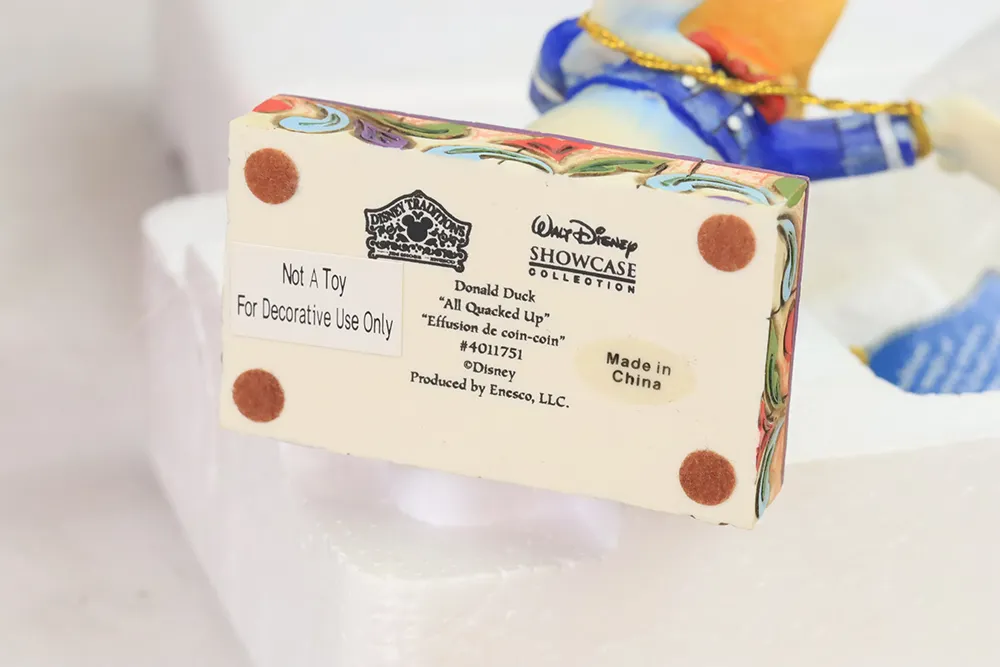 DISNEY TRADITIONS
WALT DISNEY
SHOWCASE
COLLECTION
Not A Toy
For Decorative Use Only
Donald Duck
"All Quacked Up"
"Effusion de coin-coin"
#4011751
©Disney
Produced by Enesco, LLC.
Made in
China